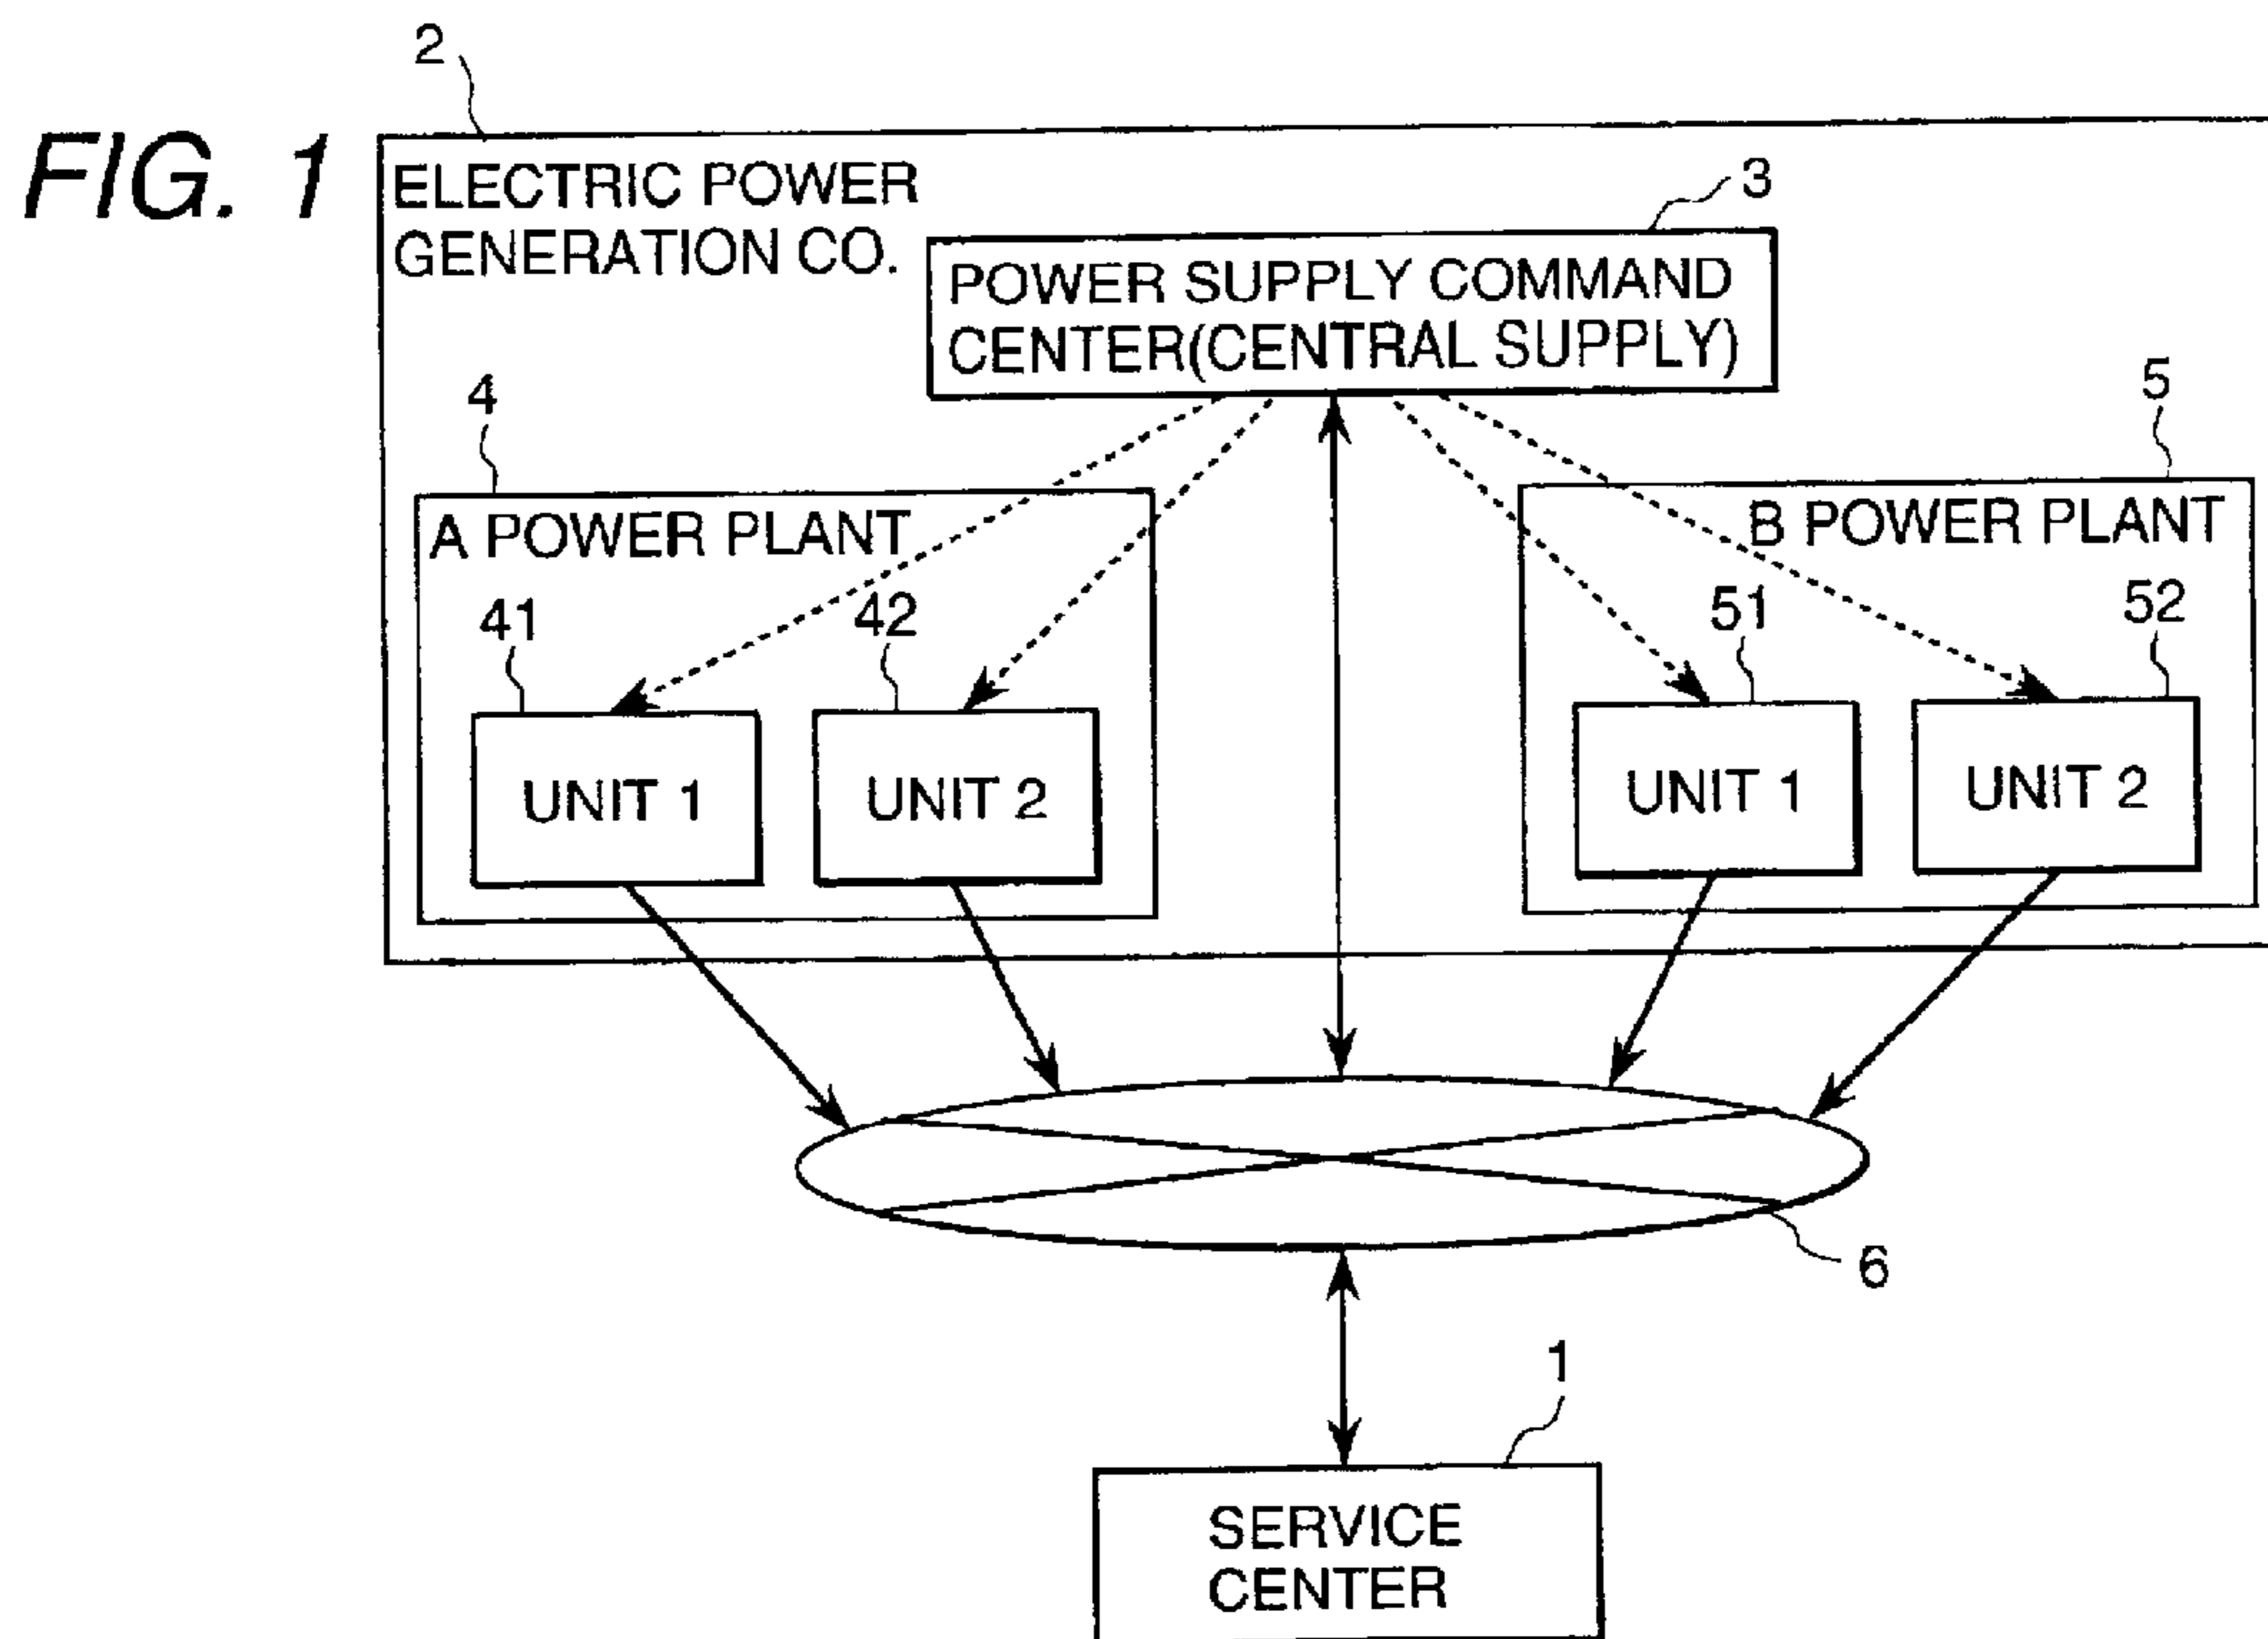 FIG. 1
2
ELECTRIC POWER
GENERATION CO.
3
POWER SUPPLY COMMAND
CENTER(CENTRAL SUPPLY)
4
5
A POWER PLANT
B POWER PLANT
41
42
51
52
UNIT 1
UNIT 2
UNIT 1
UNIT 2
6
1
SERVICE
CENTER